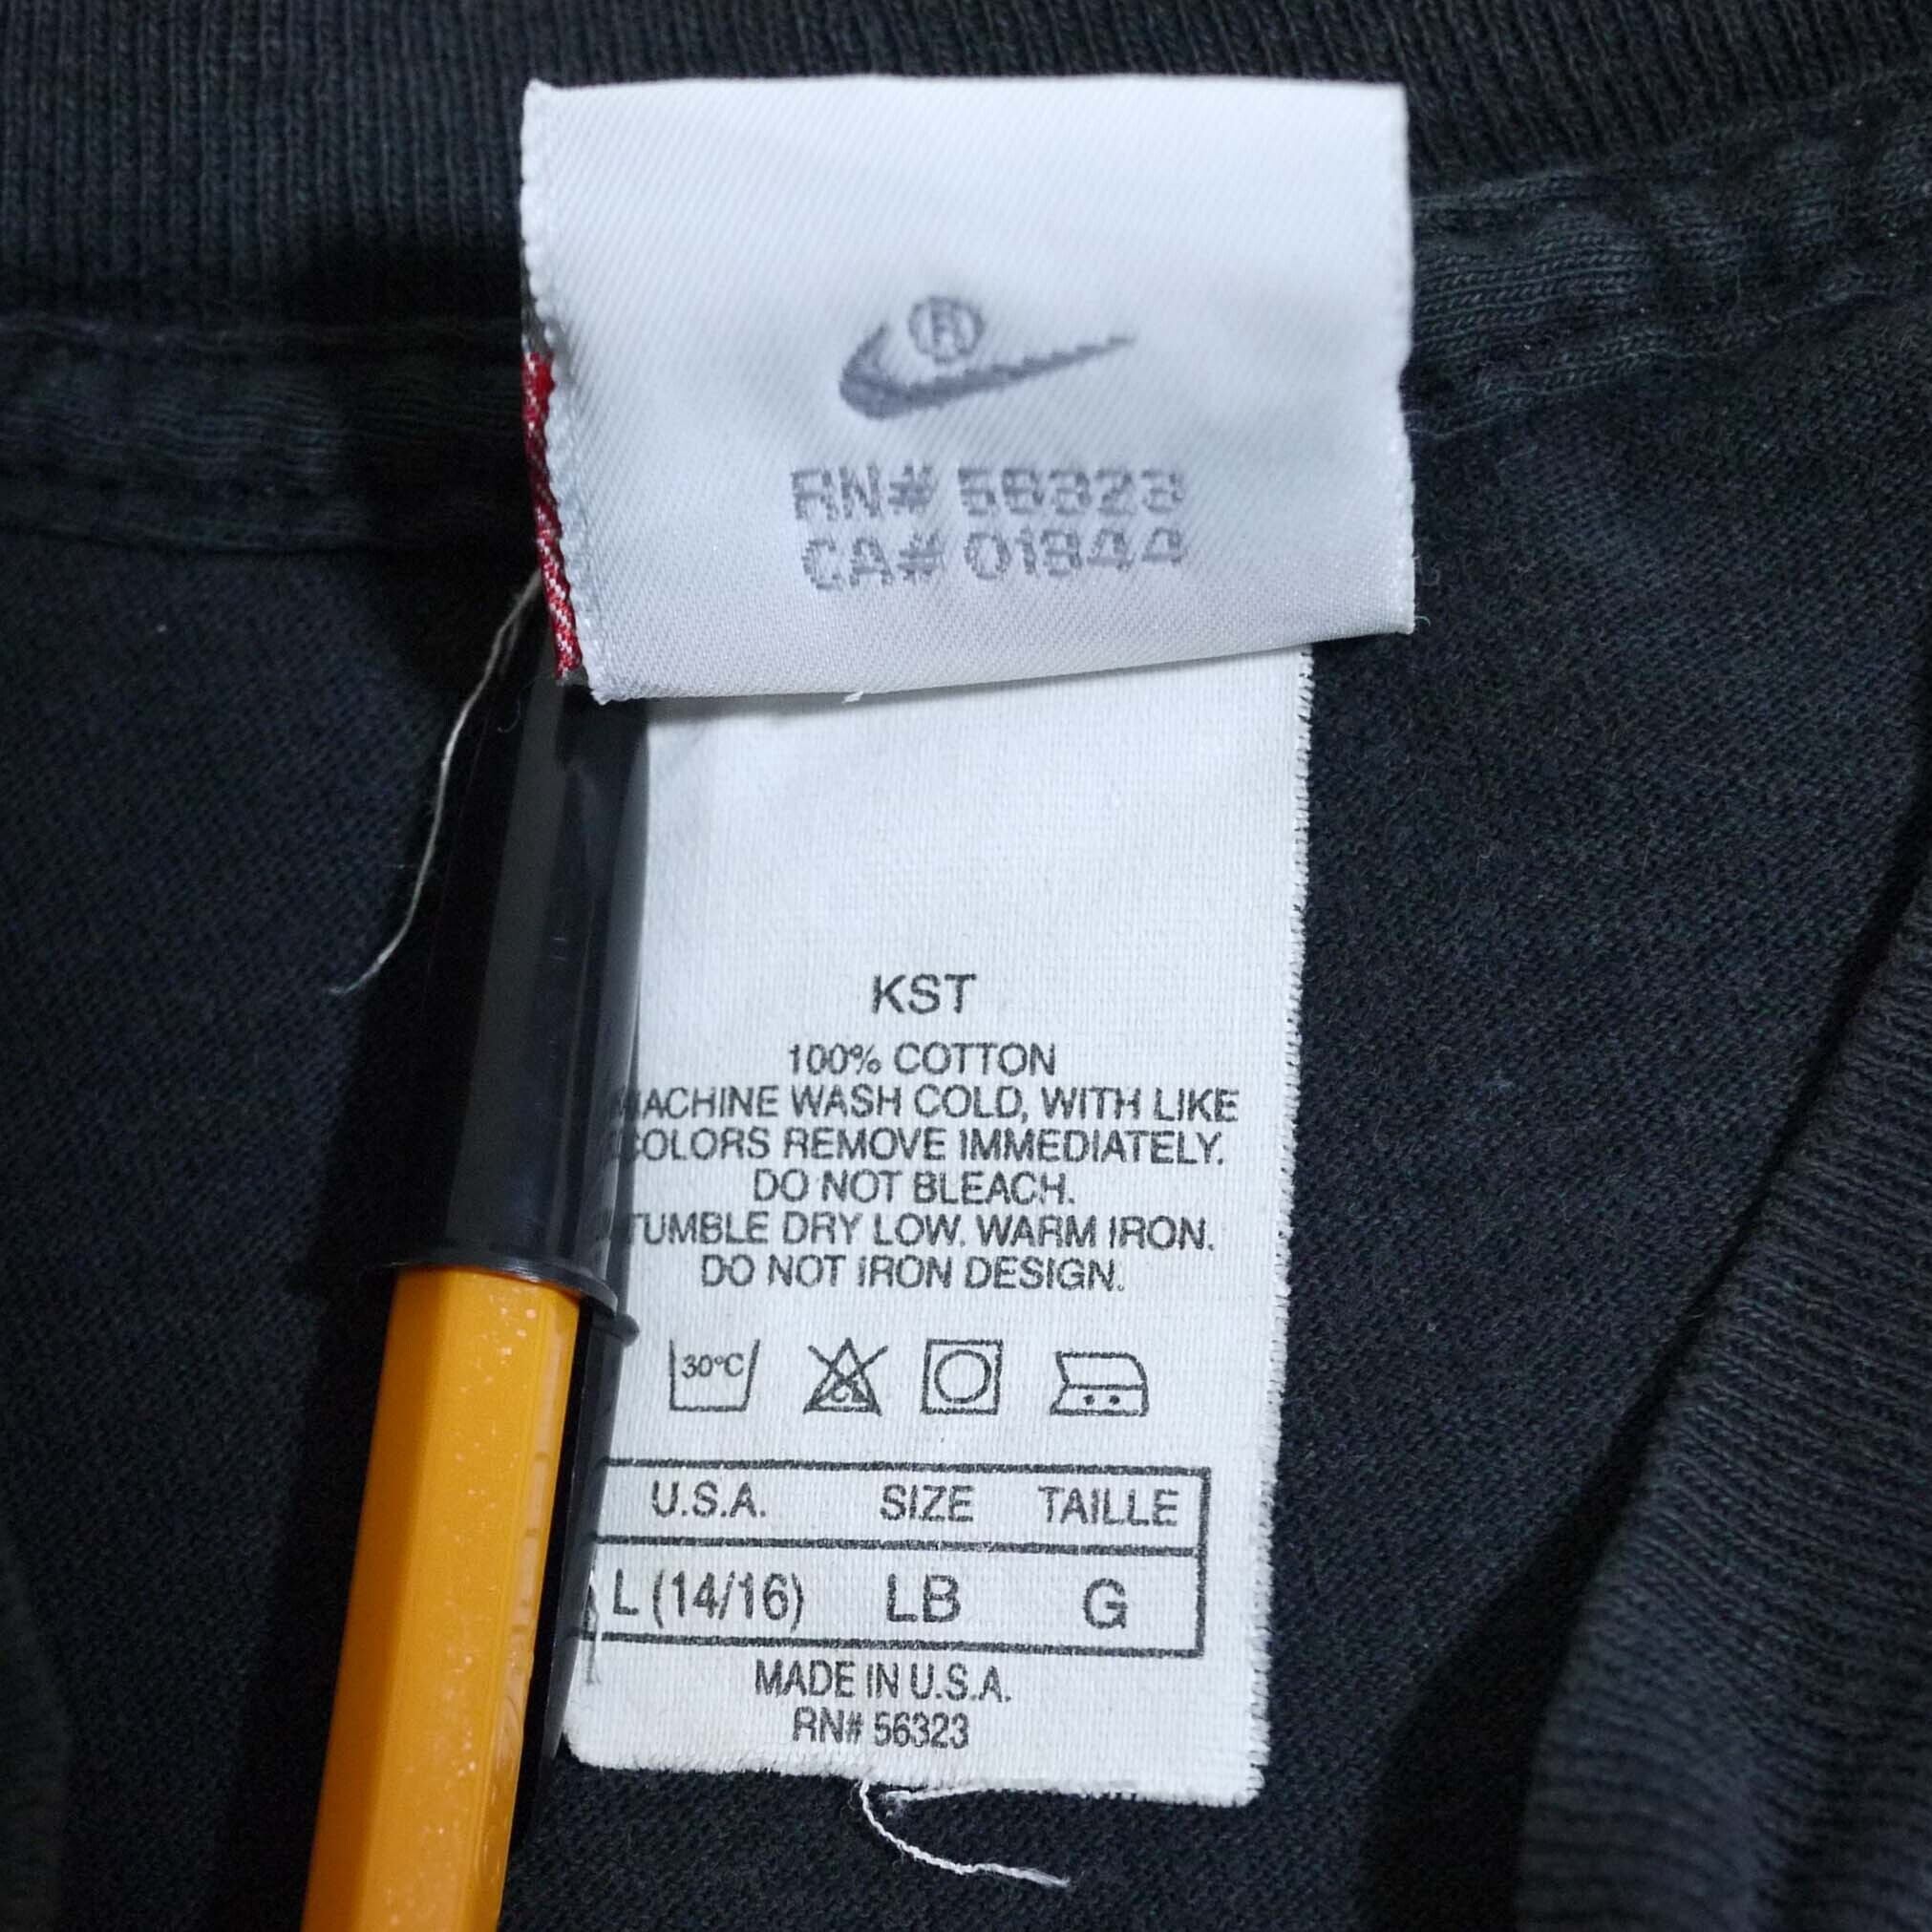 ®
RN# 56323
CA# 01844
KST
100% COTTON
MACHINE WASH COLD, WITH LIKE
COLORS REMOVE IMMEDIATELY.
DO NOT BLEACH.
TUMBLE DRY LOW. WARM IRON.
DO NOT IRON DESIGN.
30°C CL
U.S.A. SIZE TAILLE
L (14/16) LB G
MADE IN U.S.A.
RN# 56323